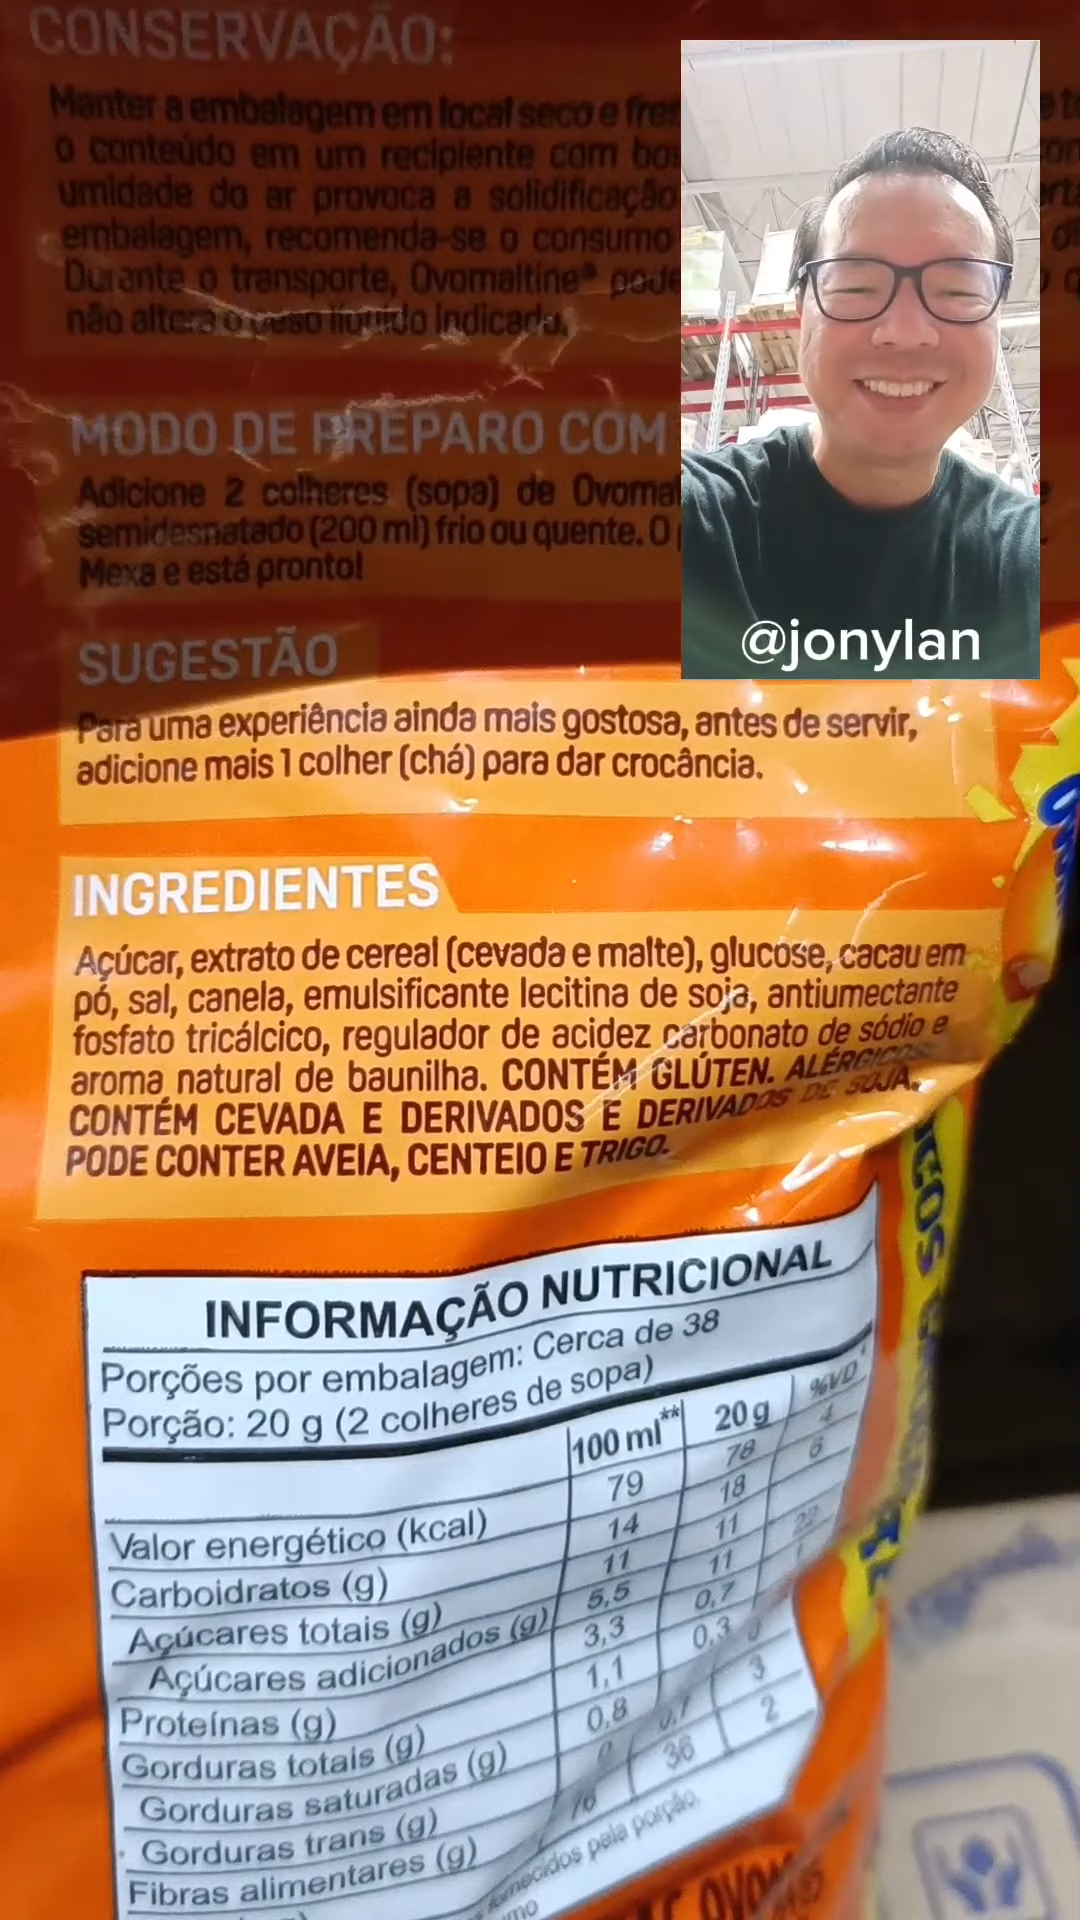 CONSERVAÇÃO:
Manter a embalagem em local seco e
o conteúdo em um recipiente com
umidade do ar provoca a solidificação
embalagem, recomenda-se o consumo
Durante o transporte, Ovomaltine® pode
não altera o peso líquido indicado.
MODO DE PREPARO COM
Adicione 2 colheres (sopa) de
semidesnatado (200 ml) frio ou quente. O
Mexa e está pronto!
@jonylan
SUGESTÃO
Para uma experiência ainda mais gostosa, antes de servir,
adicione mais 1 colher (chá) para dar crocância.
INGREDIENTES
Açúcar, extrato de cereal (cevada e malte), glucose, cacau em
pó, sal, canela, emulsificante lecitina de soja, antiumectante
fosfato tricálcico, regulador de acidez carbonato de sódio e
aroma natural de baunilha. CONTÉM GLÚTEN. ALÉRGICOS:
CONTÉM CEVADA E DERIVADOS E DERIVADOS DE SOJA.
PODE CONTER AVEIA, CENTEIO E TRIGO.
INFORMAÇÃO NUTRICIONAL
Porções por embalagem: Cerca de 38
Porção: 20 g (2 colheres de sopa)
100 ml** 20 g %VD*
Valor energético (kcal) 79 78 4
Carboidratos (g) 14 18 6
Açúcares totais (g) 11 11
Açúcares adicionados (g) 5,5 11 22
Proteínas (g) 3,3 0,7
Gorduras totais (g) 1,1 0,3 0
Gorduras saturadas (g) 0,8
Gorduras trans (g) 0
Fibras alimentares (g)
36 2
fornecidos pela porção.